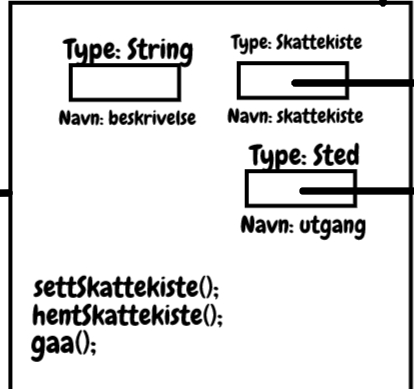 Type: String
Navn: beskrivelse
Type: Skattekiste
Navn: skattekiste
Type: Sted
Navn: utgang
settSkattekiste();
hentSkattekiste();
gaa();